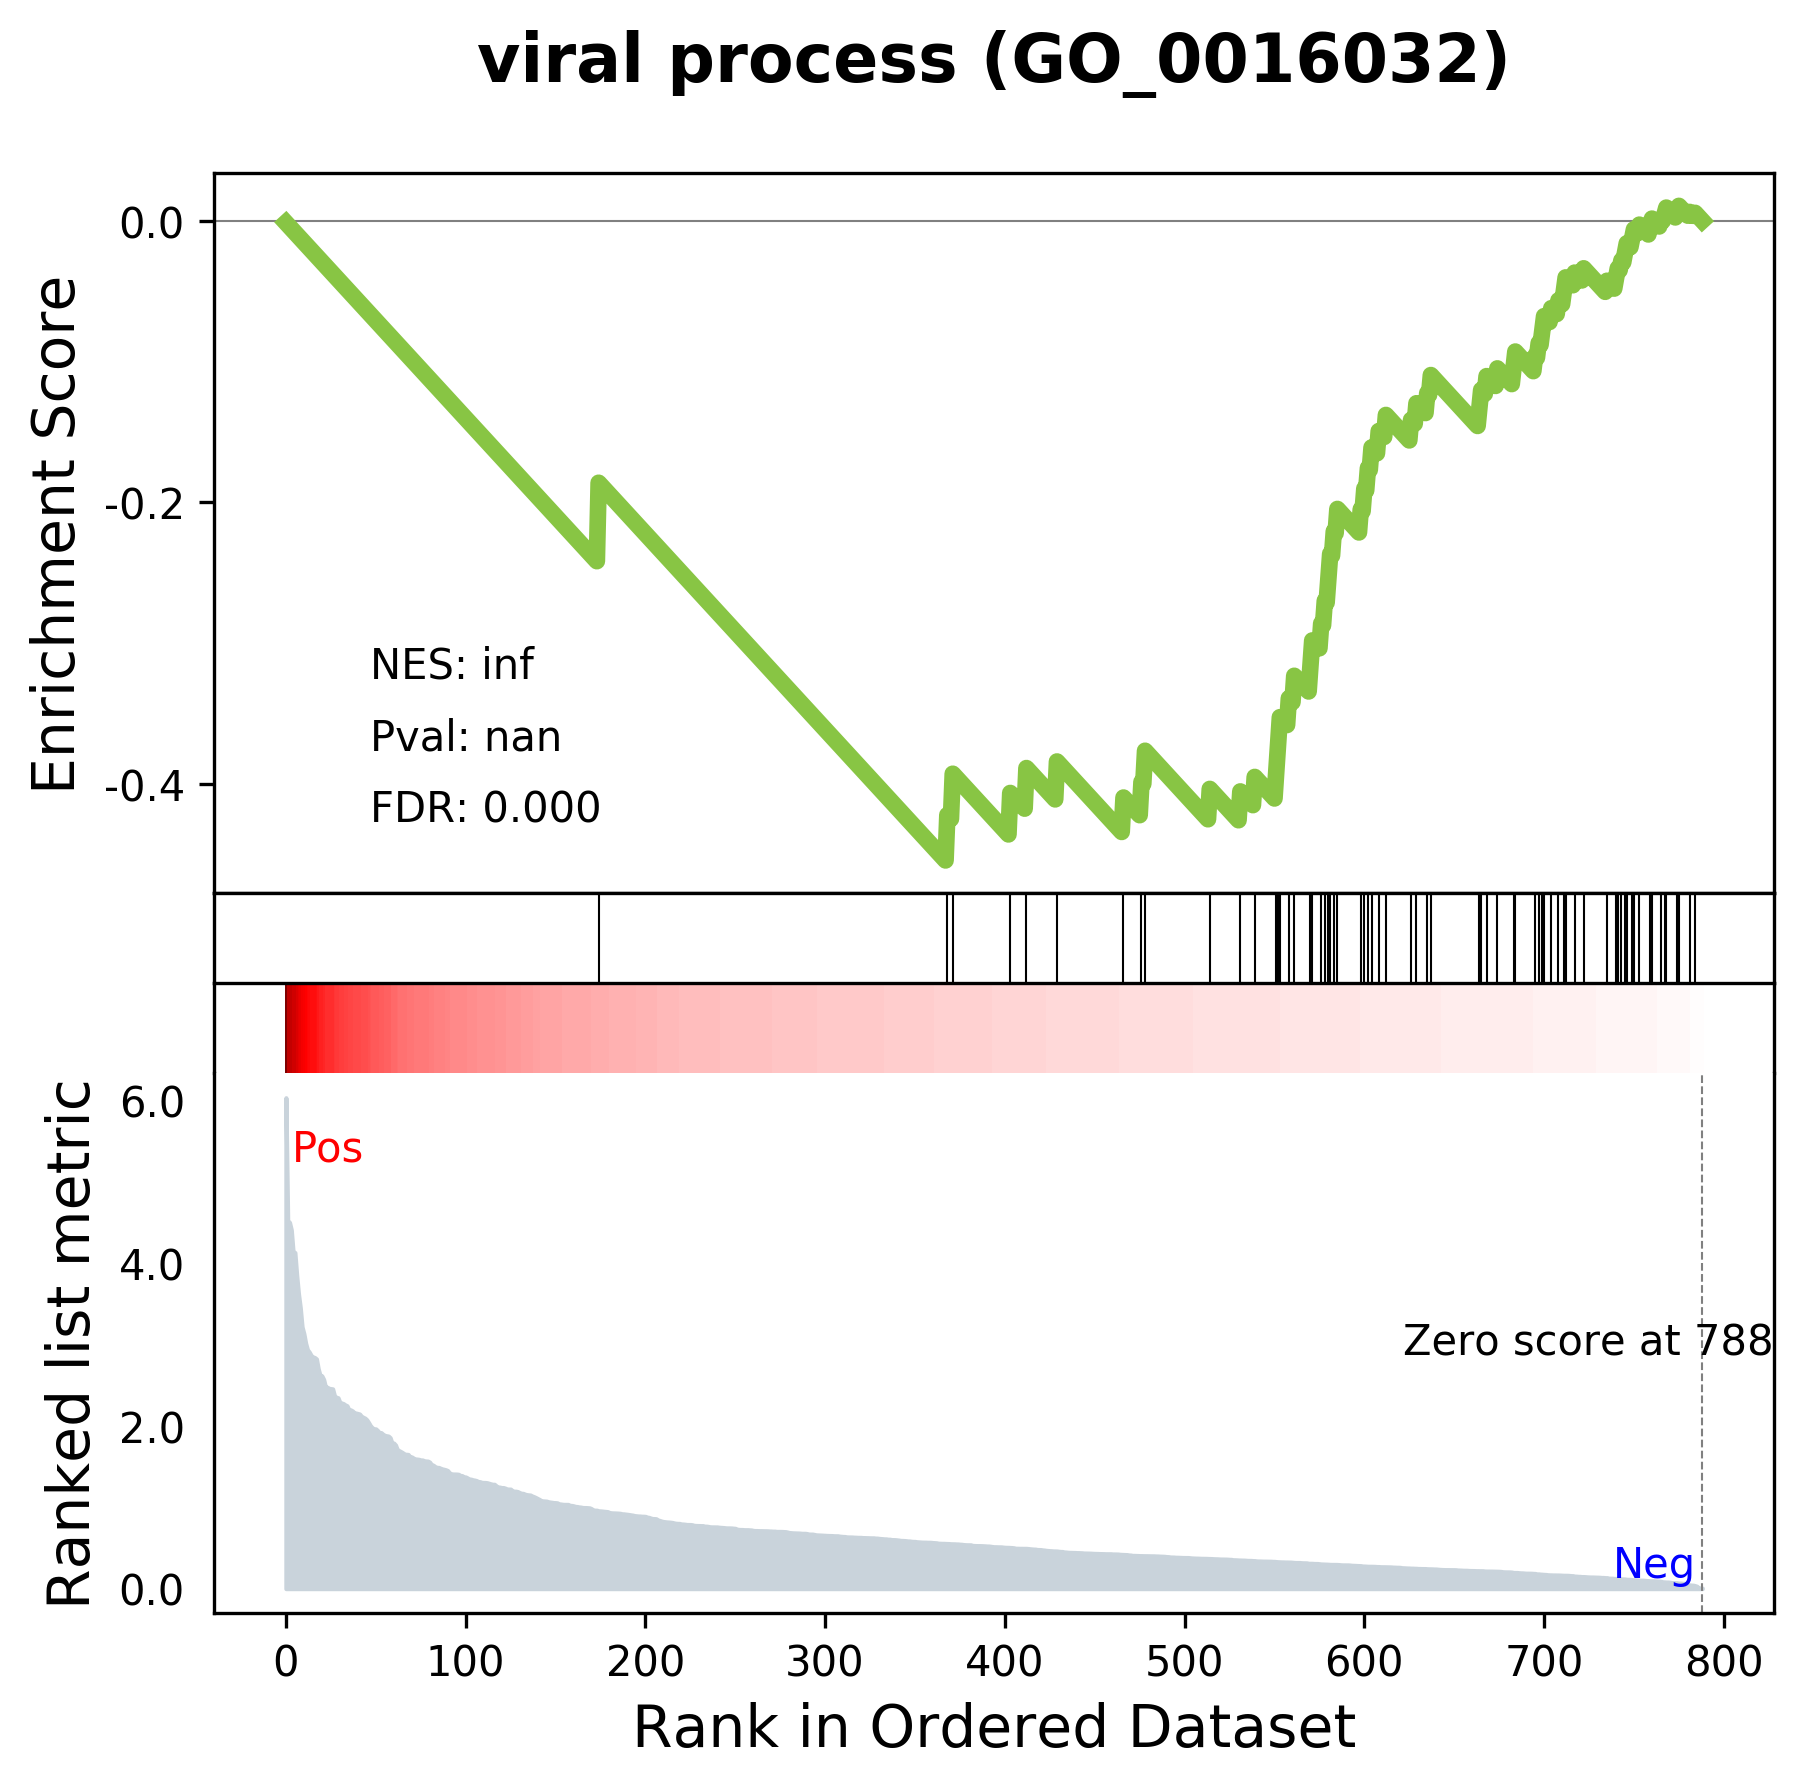 viral process (GO_0016032)
Enrichment Score
0.0
-0.2
-0.4
NES: inf
Pval: nan
FDR: 0.000
Ranked list metric
6.0
4.0
2.0
0.0
Pos
Zero score at 788
Neg
0 100 200 300 400 500 600 700 800
Rank in Ordered Dataset